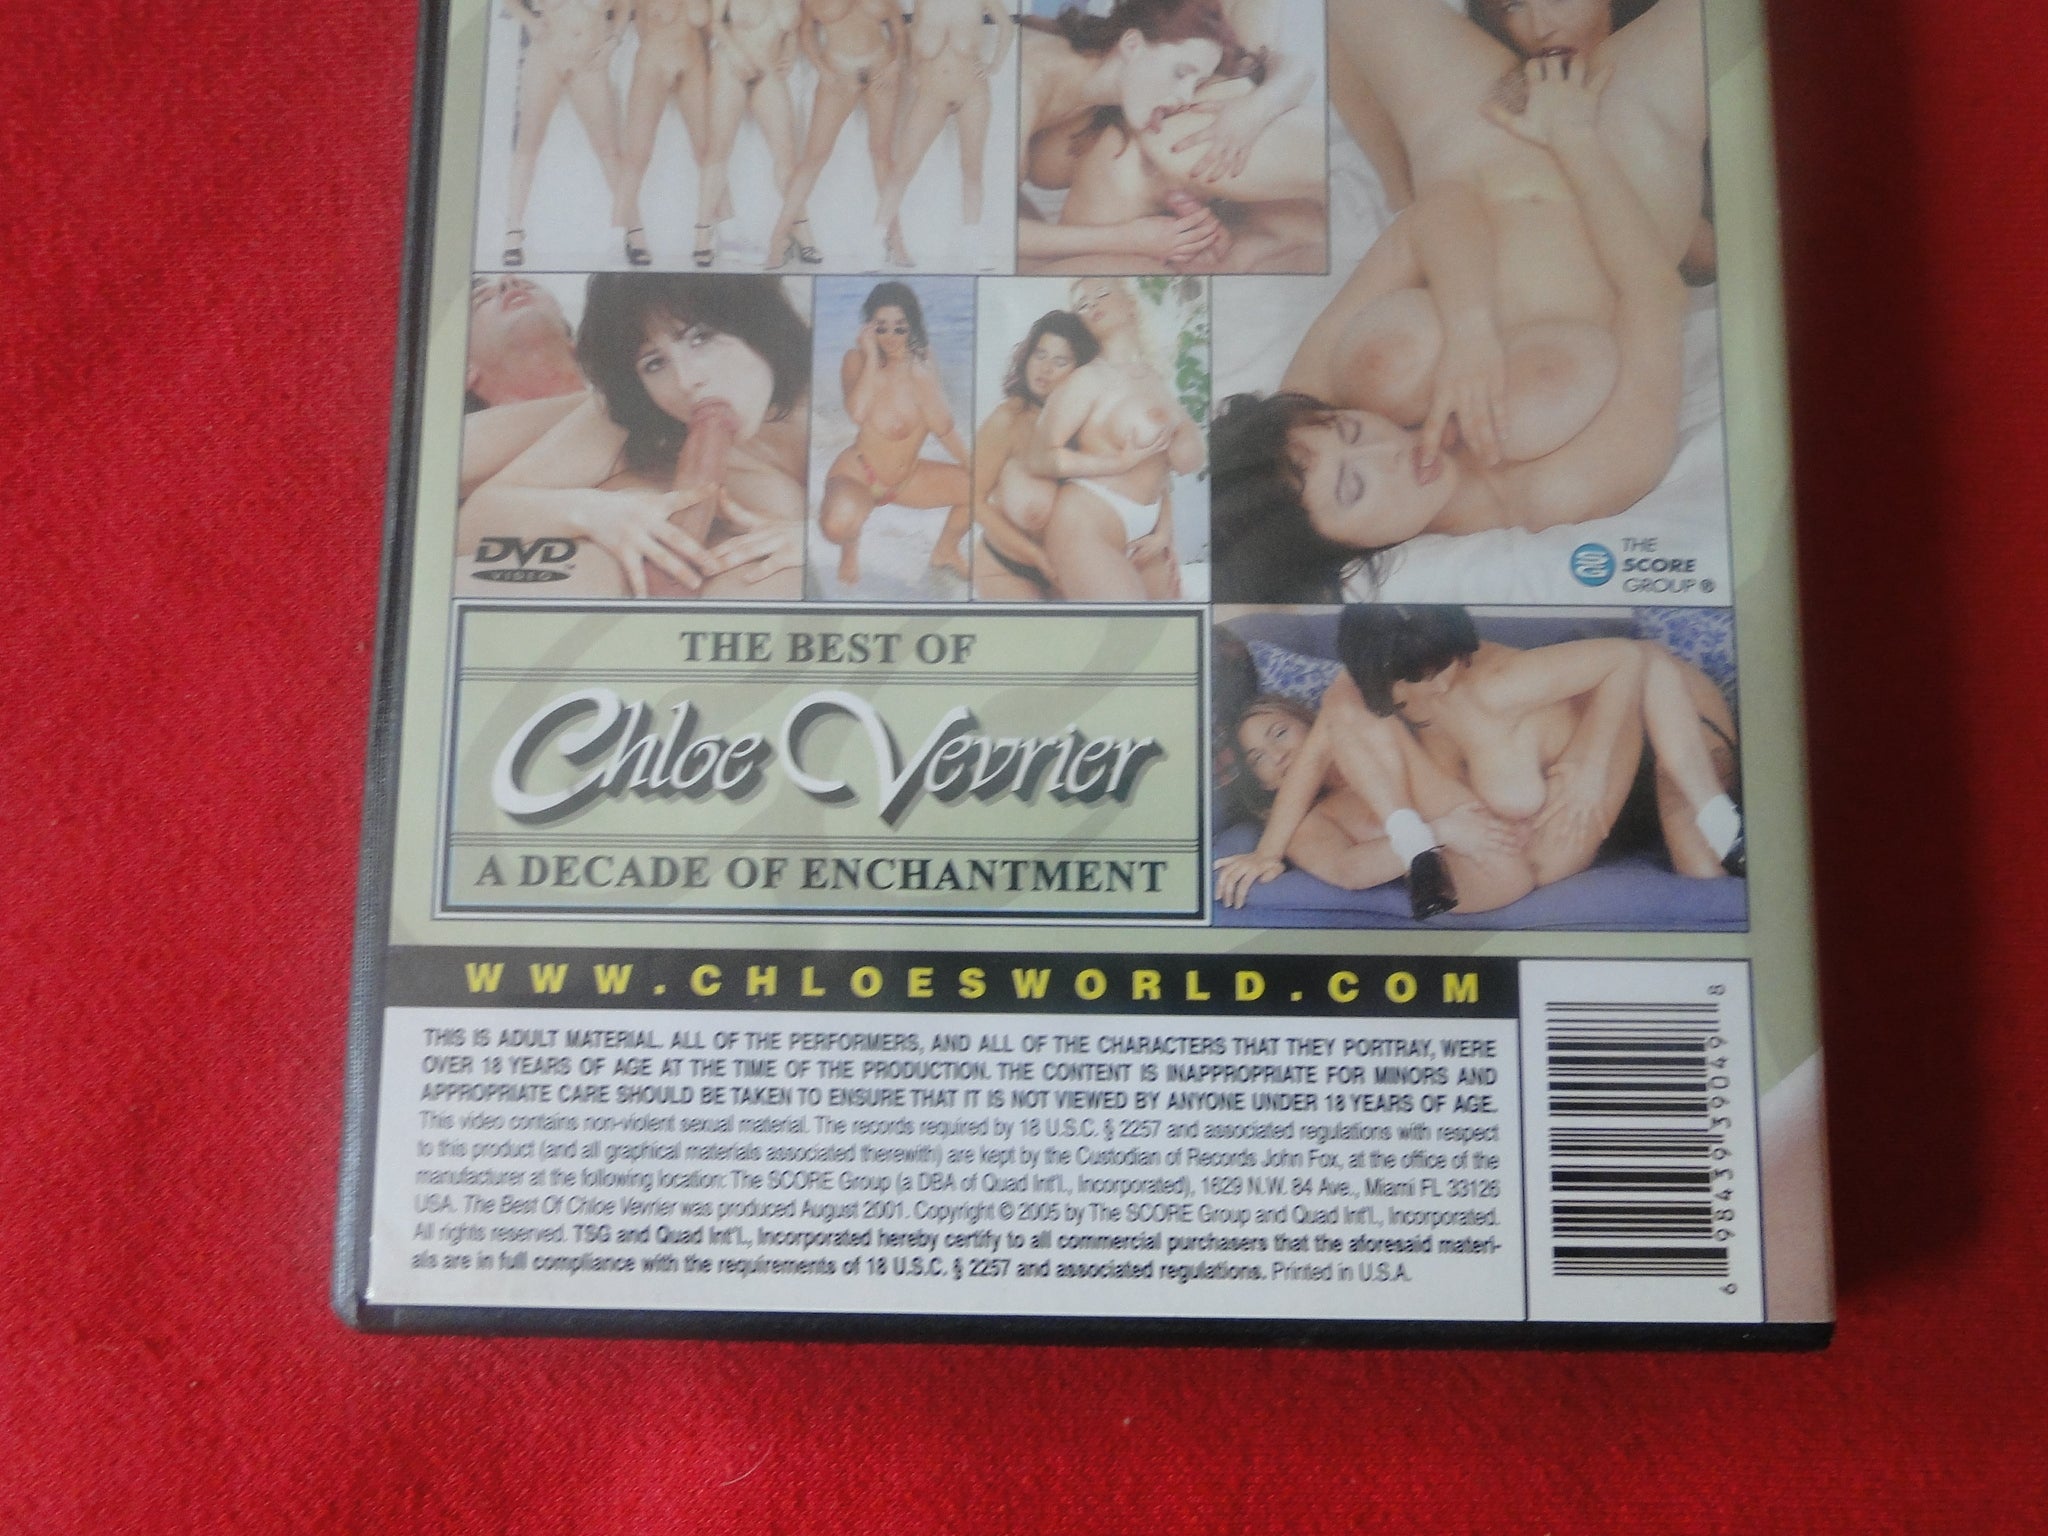 DVD
VIDEO
THE
SCORE
GROUP®
THE BEST OF
Chloe Vevrier
A DECADE OF ENCHANTMENT
WWW.CHLOESWORLD.COM
THIS IS ADULT MATERIAL. ALL OF THE PERFORMERS, AND ALL OF THE CHARACTERS THAT THEY PORTRAY, WERE
OVER 18 YEARS OF AGE AT THE TIME OF THE PRODUCTION. THE CONTENT IS INAPPROPRIATE FOR MINORS AND
APPROPRIATE CARE SHOULD BE TAKEN TO ENSURE THAT IT IS NOT VIEWED BY ANYONE UNDER 18 YEARS OF AGE.
This video contains non-violent sexual material. The records required by 18 U.S.C. § 2257 and associated regulations with respect
to this product (and all graphical materials associated therewith) are kept by the Custodian of Records John Fox, at the office of the
manufacturer at the following location: The SCORE Group (a DBA of Quad Int'l., Incorporated), 1629 N.W. 84 Ave., Miami FL 33126
USA. The Best Of Chloe Vevrier was produced August 2001. Copyright © 2005 by The SCORE Group and Quad Int'l., Incorporated.
All rights reserved. TSG and Quad Int'l., Incorporated hereby certify to all commercial purchasers that the aforesaid materi-
als are in full compliance with the requirements of 18 U.S.C. § 2257 and associated regulations. Printed in U.S.A.
6 98439 39049 8